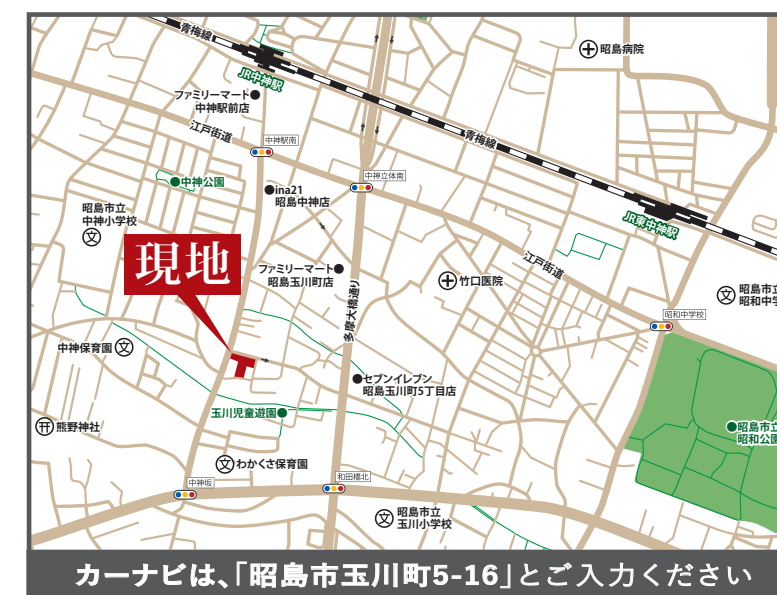 青梅線
昭島病院
JR中神駅
ファミリーマート
中神駅前店
江戸街道
中神駅南
青梅線
中神立体南
中神公園
ina21
昭島中神店
昭島市立
中神小学校
JR東中神駅
現地
ファミリーマート
昭島玉川町店
竹口医院
江戸街道
多摩大橋通り
昭島市立
昭和中学
昭和中学校
中神保育園
セブンイレブン
昭島玉川町5丁目店
玉川児童遊園
熊野神社
昭島市立
昭和公園
わかくさ保育園
中神坂
和田橋北
昭島市立
玉川小学校
カーナビは、「昭島市玉川町5-16」とご入力ください